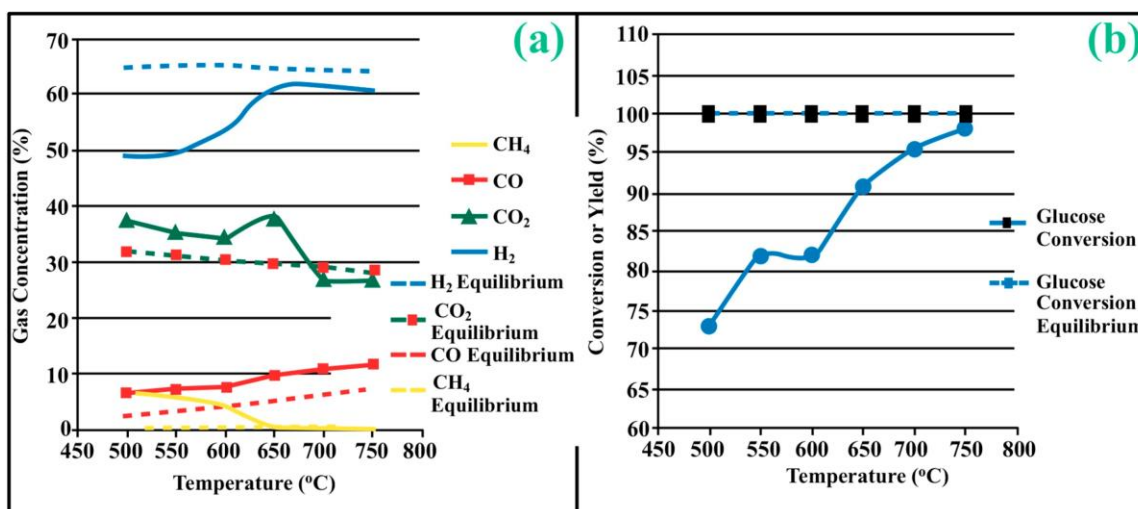 (a)
70
60
50
40
30
20
10
0
450 500 550 600 650 700 750 800
Gas Concentration (%)
Temperature (°C)
CH4
CO
CO2
H2
H2 Equilibrium
CO2
Equilibrium
CO Equilibrium
CH4
Equilibrium
(b)
110
105
100
95
90
85
80
75
70
65
60
450 500 550 600 650 700 750 800
Conversion or Yleld (%)
Temperature (°C)
Glucose
Conversion
Glucose
Conversion
Equilibriun